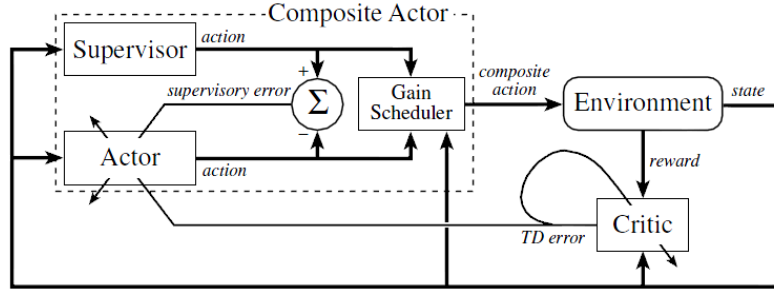 Composite Actor
Supervisor
action
+
supervisory error
Σ
−
Gain
Scheduler
composite
action
Environment
state
Actor
action
reward
TD error
Critic